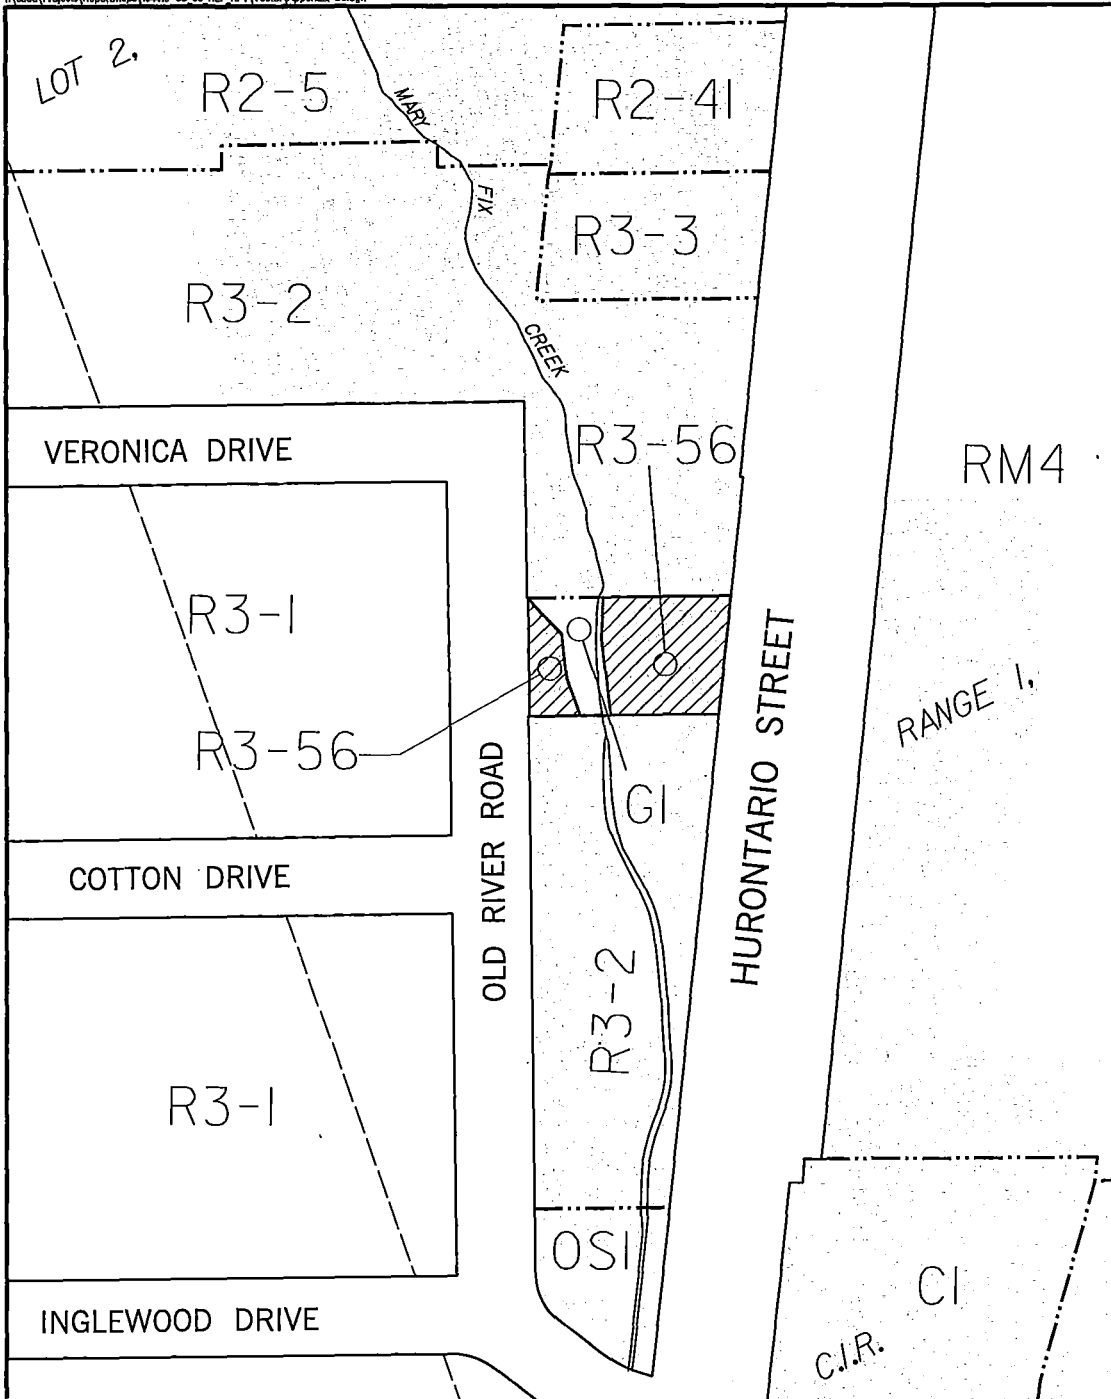 LOT 2,
R2-5
MARY
R2-41
FIX
R3-3
R3-2
CREEK
VERONICA DRIVE
R3-56
RM4
R3-1
HURONTARIO STREET
RANGE 1,
R3-56
OLD RIVER ROAD
G1
COTTON DRIVE
R3-2
R3-1
OS1
C1
INGLEWOOD DRIVE
C.I.R.